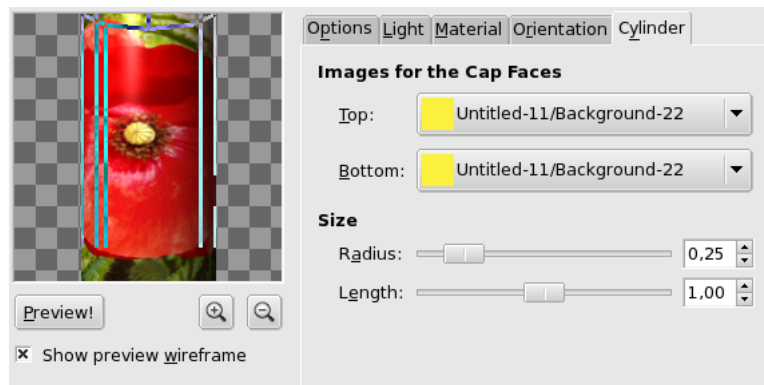 Options Light Material Orientation Cylinder
Images for the Cap Faces
Top: Untitled-11/Background-22
Bottom: Untitled-11/Background-22
Size
Radius: 0,25
Length: 1,00
Preview!
Show preview wireframe